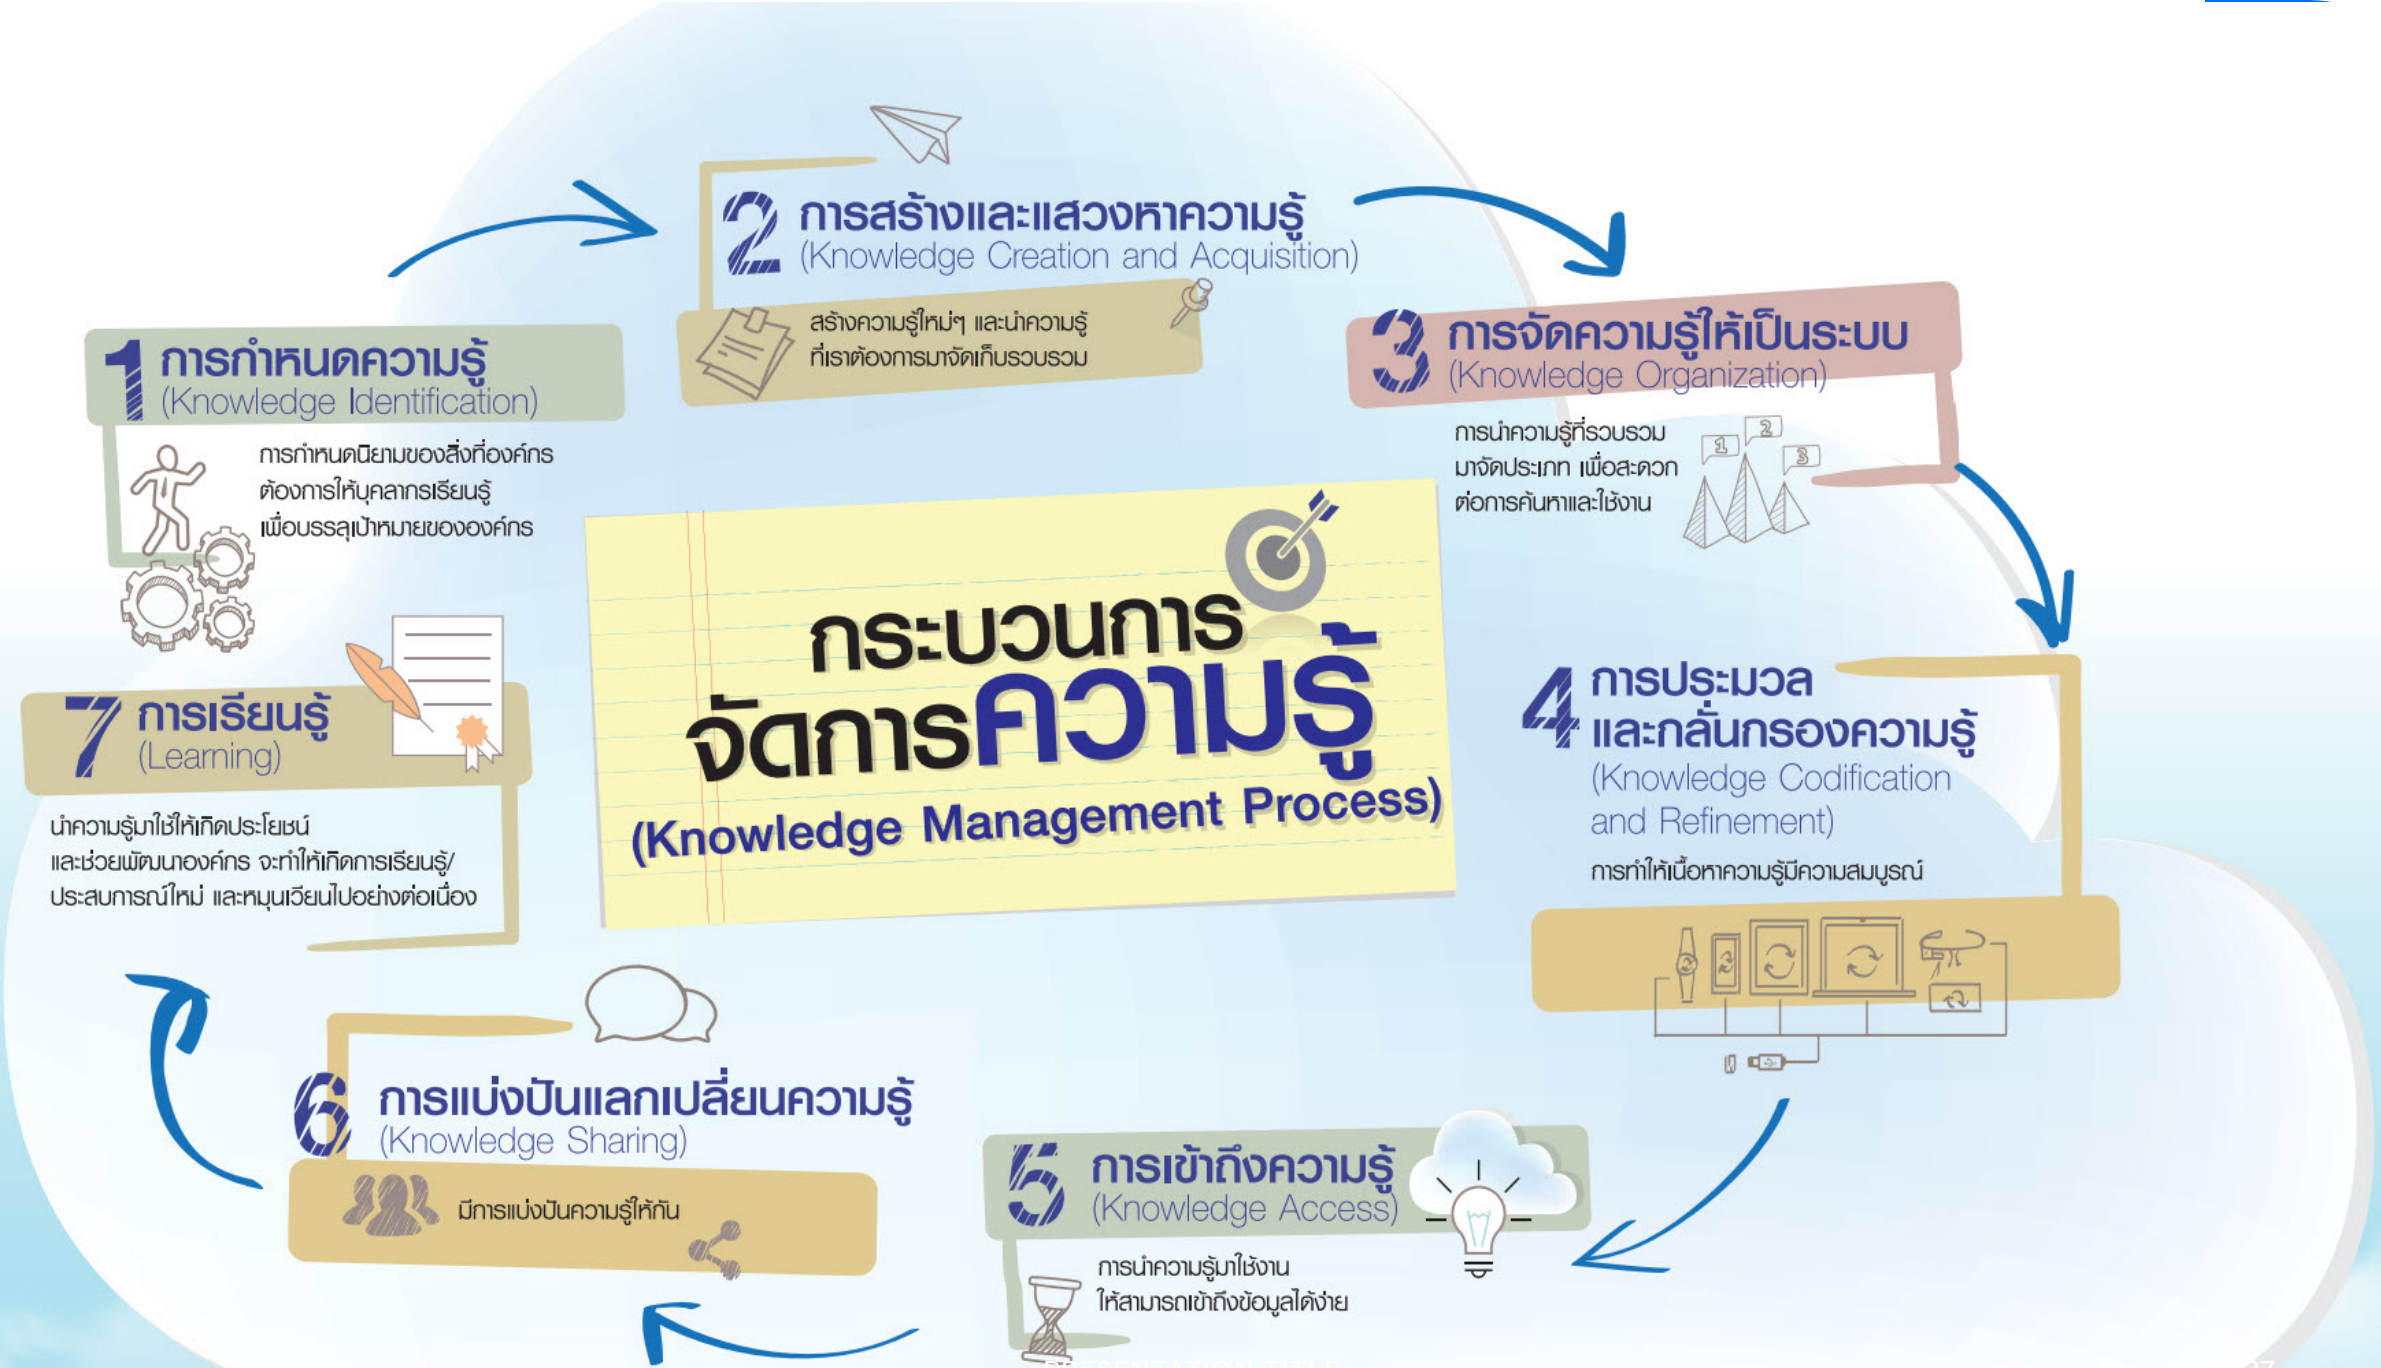 กระบวนการ
จัดการความรู้
(Knowledge Management Process)
1 การกำหนดความรู้
(Knowledge Identification)
การกำหนดนิยามของสิ่งที่องค์กร
ต้องการให้บุคลากรเรียนรู้
เพื่อบรรลุเป้าหมายขององค์กร
2 การสร้างและแสวงหาความรู้
(Knowledge Creation and Acquisition)
สร้างความรู้ใหม่ๆ และนำความรู้
ที่เราต้องการมาจัดเก็บรวบรวม
3 การจัดความรู้ให้เป็นระบบ
(Knowledge Organization)
การนำความรู้ที่รวบรวม
มาจัดประเภท เพื่อสะดวก
ต่อการค้นหาและใช้งาน
1 2 3
4 การประมวล
และกลั่นกรองความรู้
(Knowledge Codification
and Refinement)
การทำให้เนื้อหาความรู้มีความสมบูรณ์
5 การเข้าถึงความรู้
(Knowledge Access)
การนำความรู้มาใช้งาน
ให้สามารถเข้าถึงข้อมูลได้ง่าย
6 การแบ่งปันแลกเปลี่ยนความรู้
(Knowledge Sharing)
มีการแบ่งปันความรู้ให้กัน
7 การเรียนรู้
(Learning)
นำความรู้มาใช้ให้เกิดประโยชน์
และช่วยพัฒนาองค์กร จะทำให้เกิดการเรียนรู้/
ประสบการณ์ใหม่ และหมุนเวียนไปอย่างต่อเนื่อง
PRESENTATION TITLE